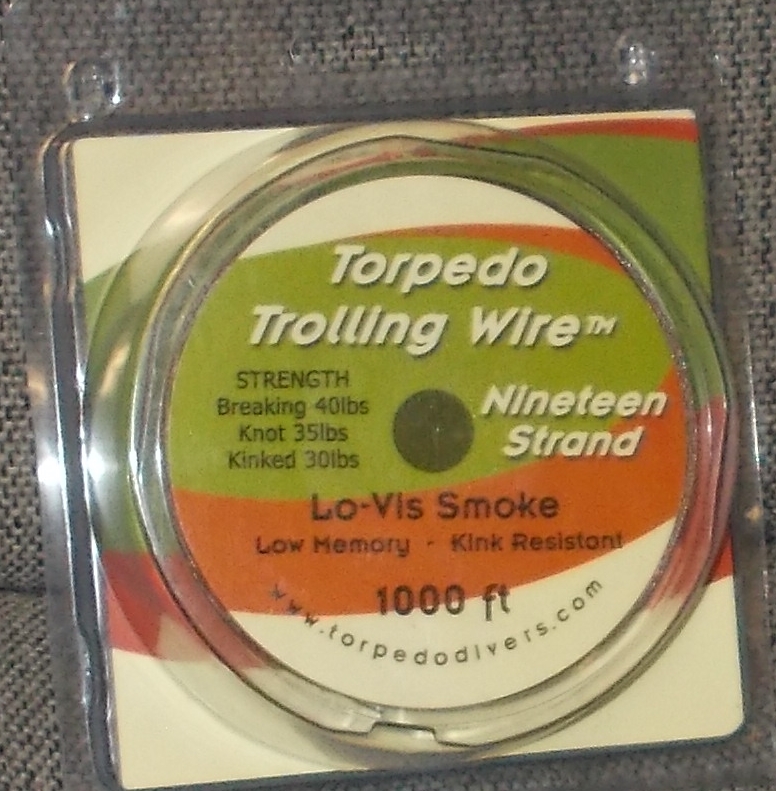 Torpedo
Trolling Wire™
STRENGTH
Breaking 40lbs
Knot 35lbs
Kinked 30lbs
Nineteen
Strand
Lo-Vis Smoke
Low Memory - Kink Resistant
1000 ft
www.torpedodivers.com